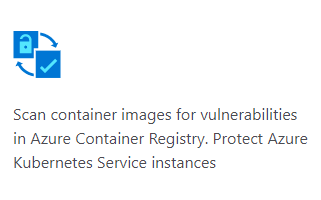 Scan container images for vulnerabilities
in Azure Container Registry. Protect Azure
Kubernetes Service instances